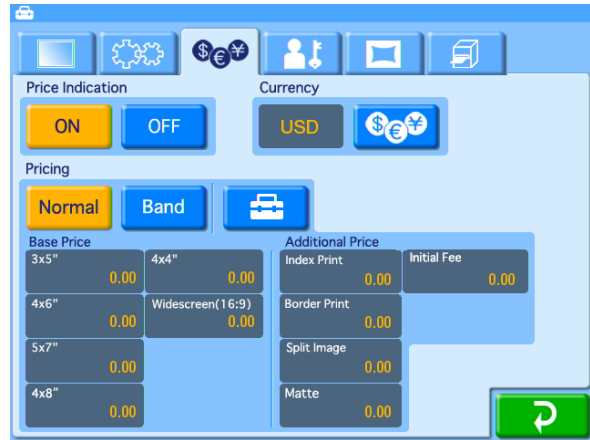 $€¥
Price Indication
Currency
ON
OFF
USD
$€¥
Pricing
Normal
Band
Base Price
Additional Price
3x5"
0.00
4x4"
0.00
Index Print
0.00
Initial Fee
0.00
4x6"
0.00
Widescreen(16:9)
0.00
Border Print
0.00
5x7"
0.00
Split Image
0.00
4x8"
0.00
Matte
0.00